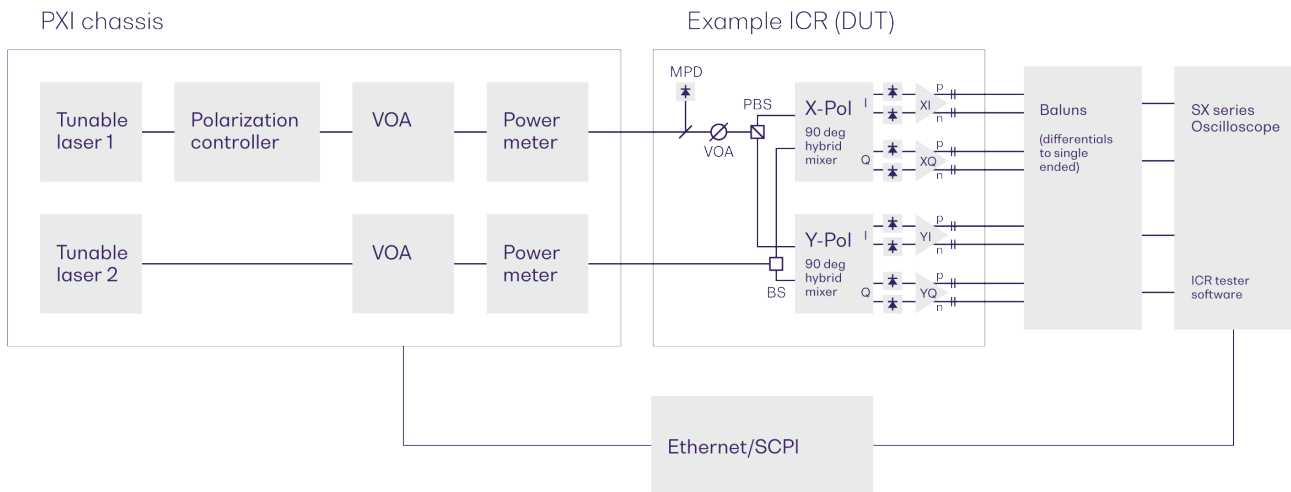 PXI chassis
Example ICR (DUT)
Tunable
laser 1
Polarization
controller
VOA
Power
meter
Tunable
laser 2
VOA
Power
meter
MPD
VOA
PBS
BS
X-Pol
90 deg
hybrid
mixer
I
Q
XI
p
n
XQ
p
n
Y-Pol
90 deg
hybrid
mixer
I
Q
YI
p
n
YQ
p
n
Baluns
(differentials
to single
ended)
SX series
Oscilloscope
ICR tester
software
Ethernet/SCPI